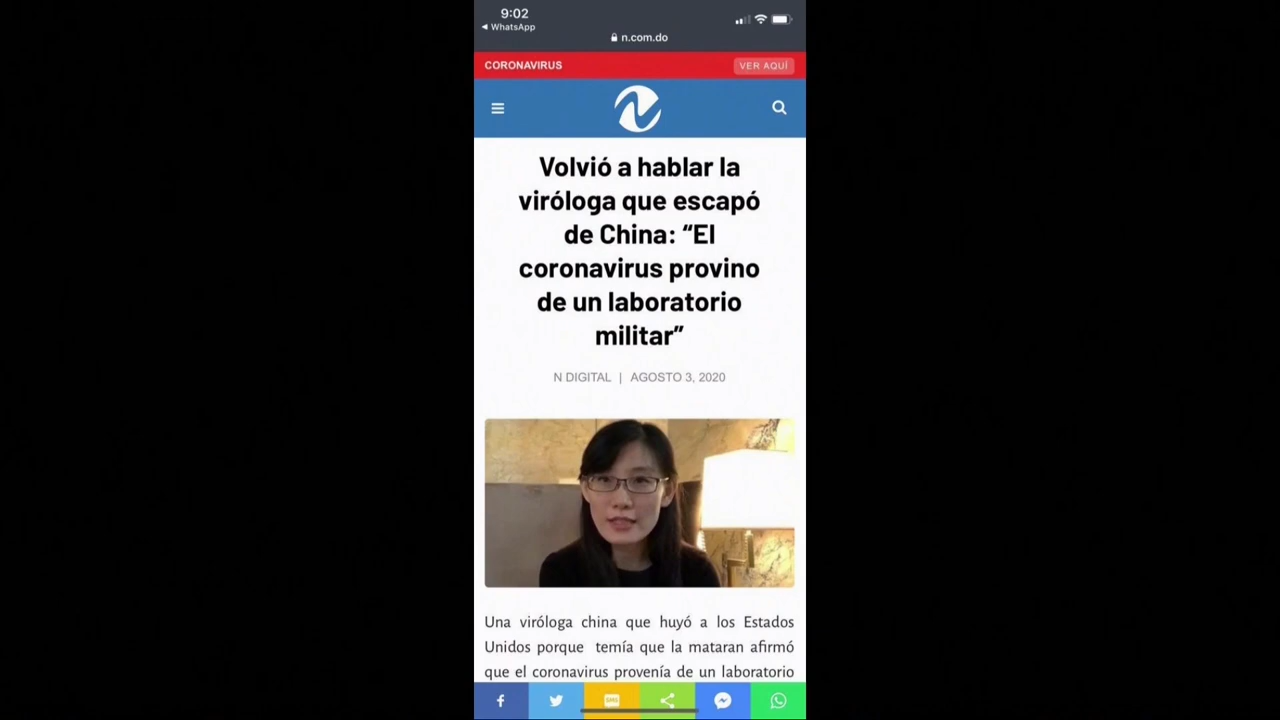 9:02
◀ WhatsApp
n.com.do
CORONAVIRUS
VER AQUÍ
Volvió a hablar la
viróloga que escapó
de China: “El
coronavirus provino
de un laboratorio
militar”
N DIGITAL | AGOSTO 3, 2020
Una viróloga china que huyó a los Estados
Unidos porque temía que la mataran afirmó
que el coronavirus provenía de un laboratorio
SMS